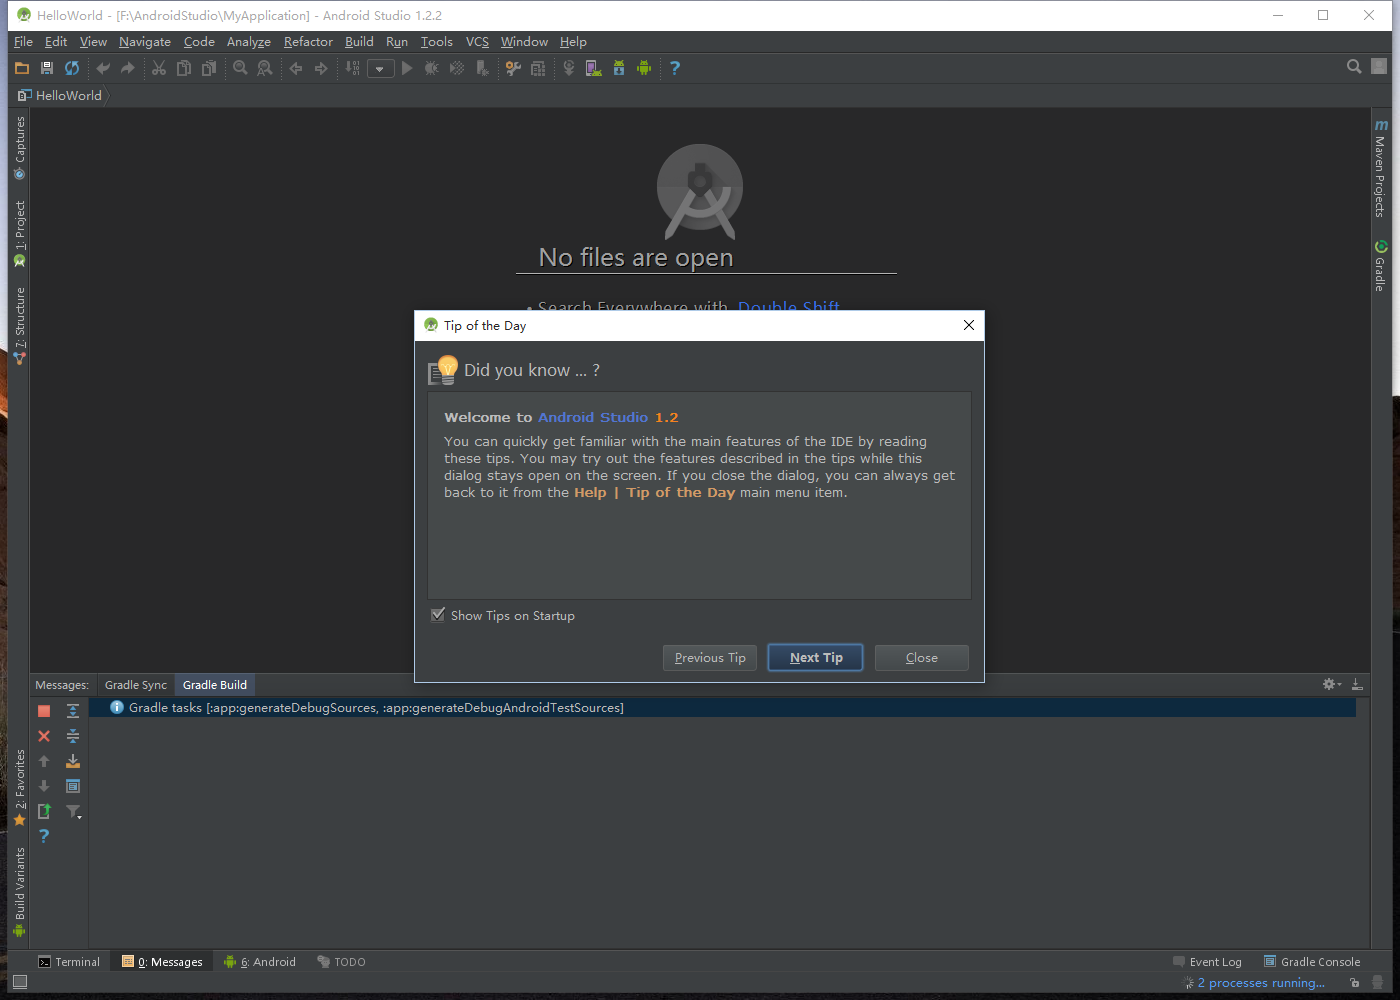 HelloWorld - [F:\AndroidStudio\MyApplication] - Android Studio 1.2.2
File Edit View Navigate Code Analyze Refactor Build Run Tools VCS Window Help
HelloWorld
Captures
1: Project
7: Structure
2: Favorites
Build Variants
m
Maven Projects
Gradle
No files are open
• Search Everywhere with Double Shift
Tip of the Day
Did you know ... ?
Welcome to Android Studio 1.2
You can quickly get familiar with the main features of the IDE by reading
these tips. You may try out the features described in the tips while this
dialog stays open on the screen. If you close the dialog, you can always get
back to it from the Help | Tip of the Day main menu item.
Show Tips on Startup
Previous Tip Next Tip Close
Messages: Gradle Sync Gradle Build
Gradle tasks [:app:generateDebugSources, :app:generateDebugAndroidTestSources]
Terminal 0: Messages 6: Android TODO Event Log Gradle Console
2 processes running...